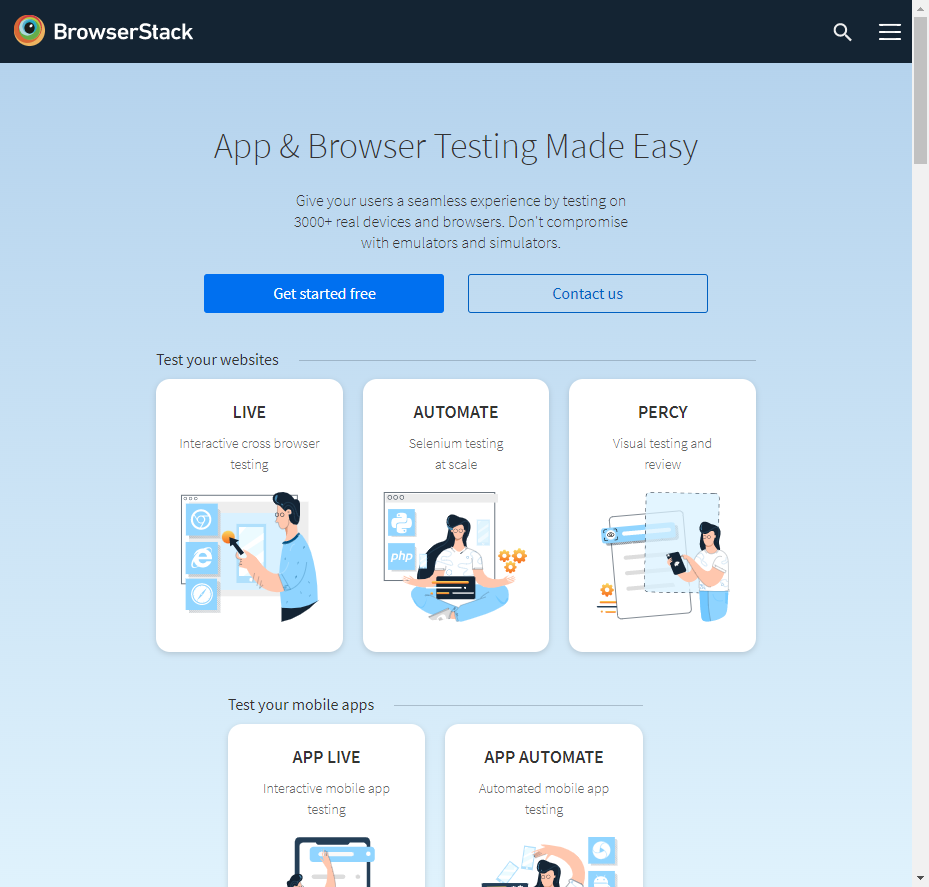 BrowserStack
App & Browser Testing Made Easy
Give your users a seamless experience by testing on
3000+ real devices and browsers. Don't compromise
with emulators and simulators.
Get started free
Contact us
Test your websites
LIVE
Interactive cross browser
testing
AUTOMATE
Selenium testing
at scale
php
PERCY
Visual testing and
review
Test your mobile apps
APP LIVE
Interactive mobile app
testing
APP AUTOMATE
Automated mobile app
testing